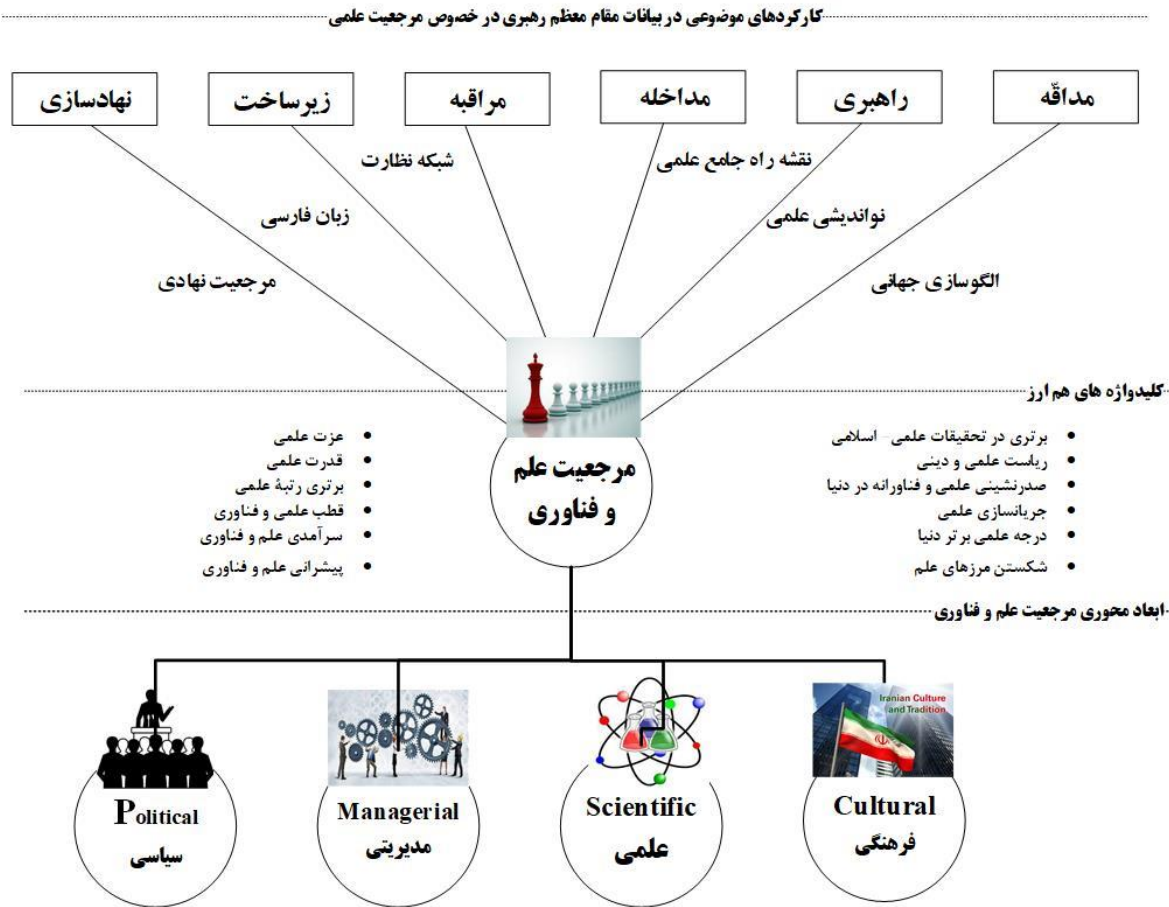 کارکردهای موضوعی در بیانات مقام معظم رهبری در خصوص مرجعیت علمی
مداقّه
راهبری
مداخله
مراقبه
زیرساخت
نهادسازی
نقشه راه جامع علمی
شبکه نظارت
نواندیشی علمی
زبان فارسی
الگوسازی جهانی
مرجعیت نهادی
کلیدواژه های هم ارز
مرجعیت علم
و فناوری
• برتری در تحقیقات علمی- اسلامی
• ریاست علمی و دینی
• صدرنشینی علمی و فناورانه در دنیا
• جریانسازی علمی
• درجه علمی برتر دنیا
• شکستن مرزهای علم
• عزت علمی
• قدرت علمی
• برتری رتبهٔ علمی
• قطب علمی و فناوری
• سرآمدی علم و فناوری
• پیشرانی علم و فناوری
ابعاد محوری مرجعیت علم و فناوری
Iranian Culture
and Tradition
Cultural
فرهنگی
Scientific
علمی
Managerial
مدیریتی
Political
سیاسی